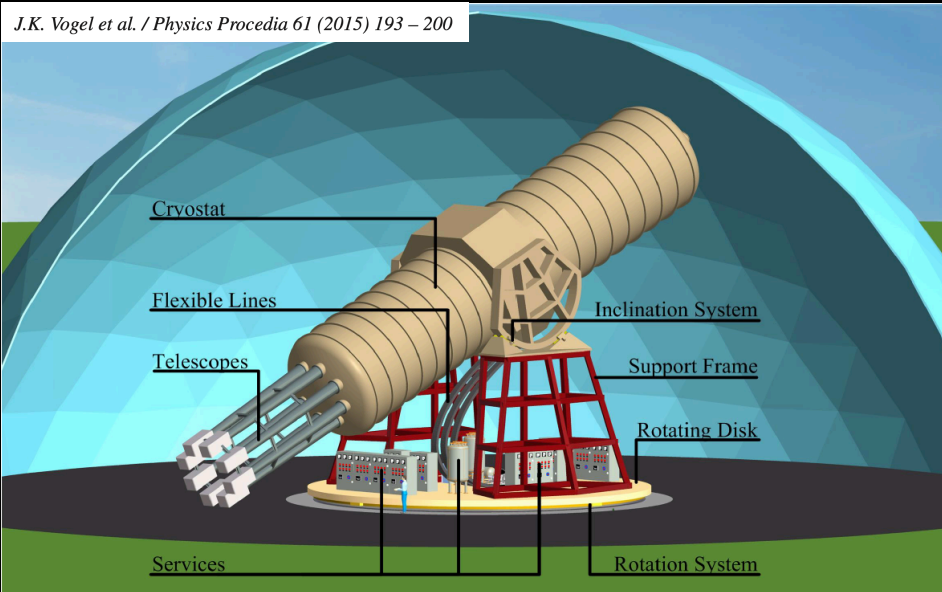 J.K. Vogel et al. / Physics Procedia 61 (2015) 193 – 200
Cryostat
Flexible Lines
Telescopes
Inclination System
Support Frame
Rotating Disk
Services
Rotation System